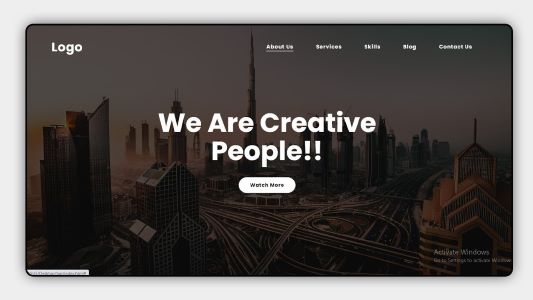 Logo
About Us
Services
Skills
Blog
Contact Us
We Are Creative
People!!
Watch More
Activate Windows
Go to Settings to activate Windows.